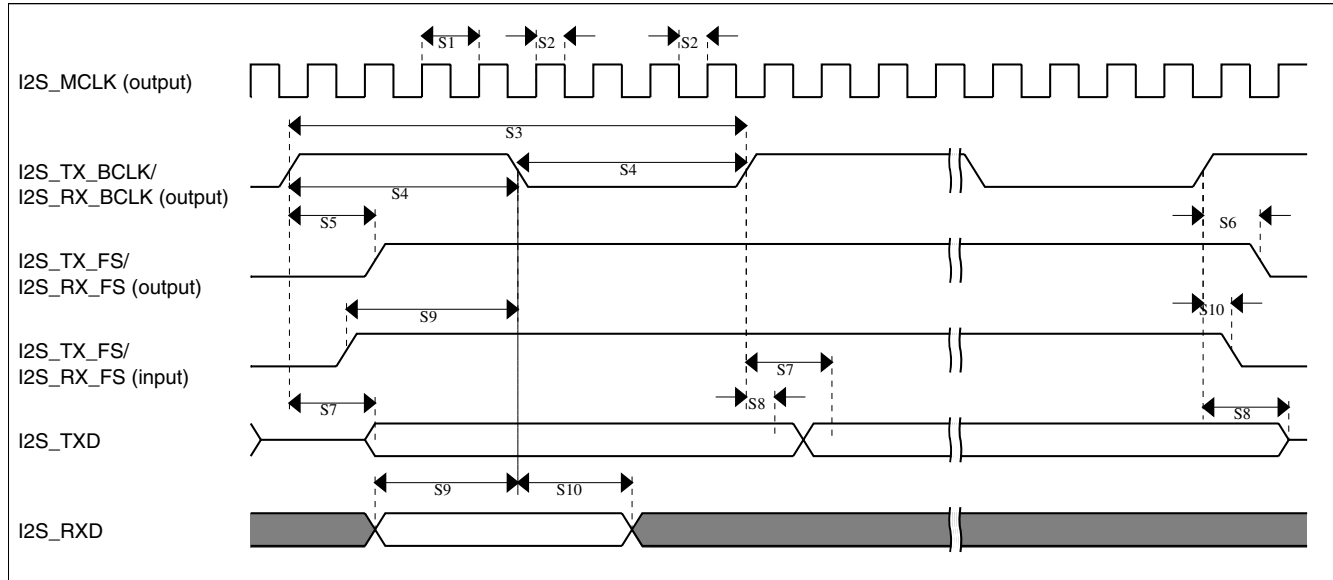 S1
S2
S2
I2S_MCLK (output)
S3
I2S_TX_BCLK/
I2S_RX_BCLK (output)
S4
S4
S5
S6
I2S_TX_FS/
I2S_RX_FS (output)
S9
S10
I2S_TX_FS/
I2S_RX_FS (input)
S7
S7
S8
S8
I2S_TXD
S9
S10
I2S_RXD